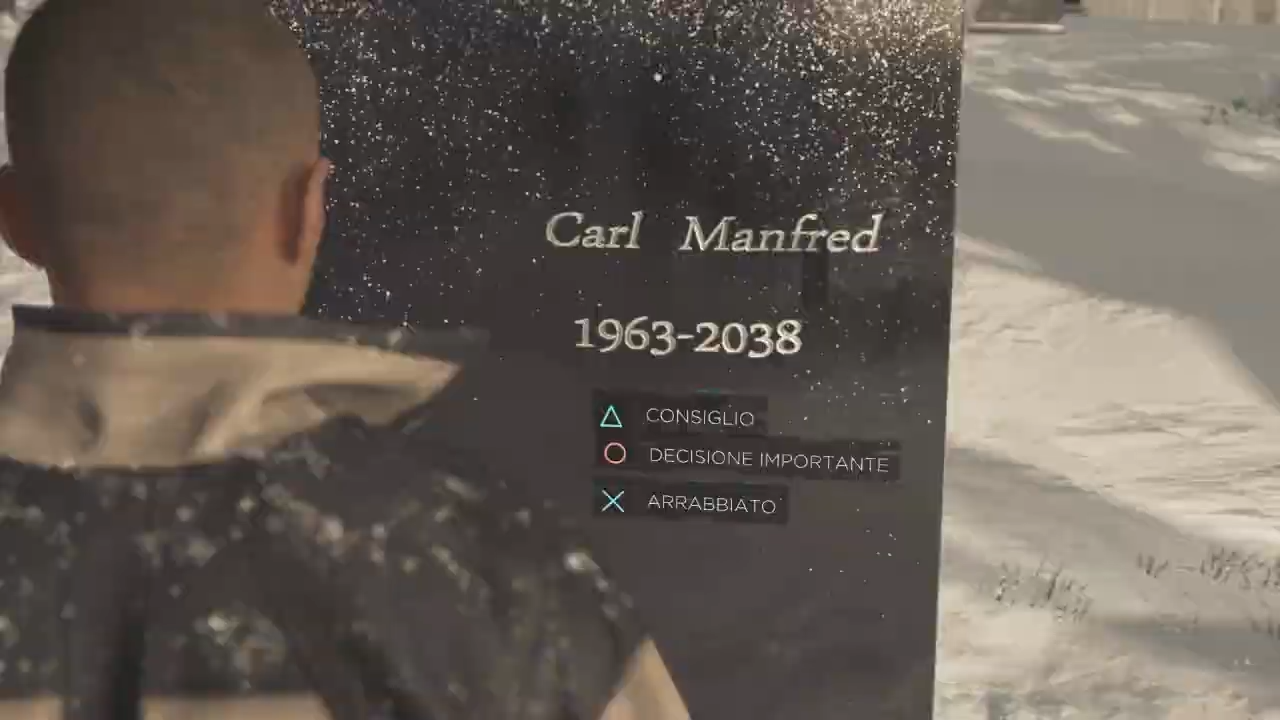 Carl Manfred
1963-2038
CONSIGLIO
DECISIONE IMPORTANTE
ARRABBIATO